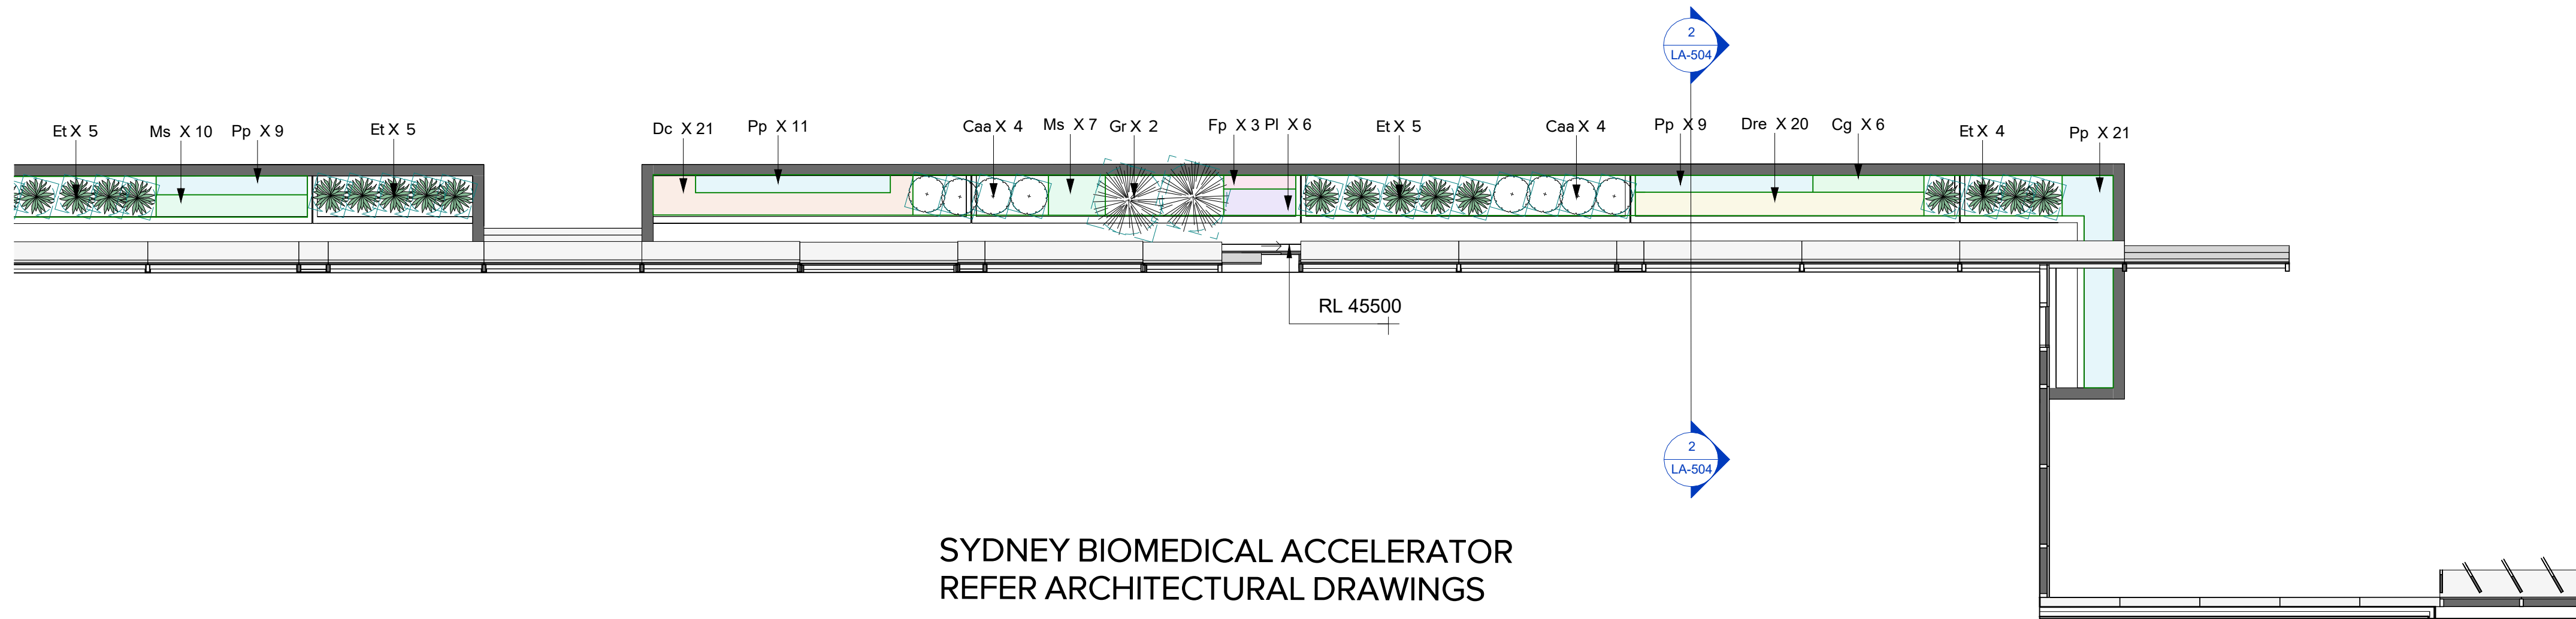 2
LA-504
Et X 5
Ms X 10
Pp X 9
Et X 5
Dc X 21
Pp X 11
Caa X 4
Ms X 7
Gr X 2
Fp X 3
Pl X 6
Et X 5
Caa X 4
Pp X 9
Dre X 20
Cg X 6
Et X 4
Pp X 21
RL 45500
2
LA-504
SYDNEY BIOMEDICAL ACCELERATOR
REFER ARCHITECTURAL DRAWINGS